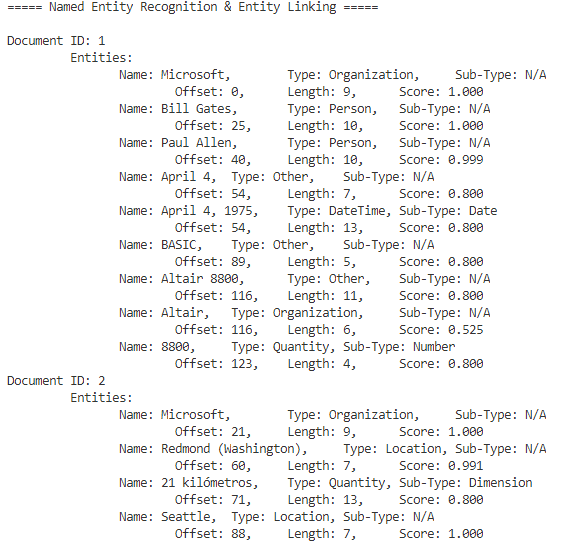 ===== Named Entity Recognition & Entity Linking =====
Document ID: 1
Entities:
Name: Microsoft, Type: Organization, Sub-Type: N/A
Offset: 0, Length: 9, Score: 1.000
Name: Bill Gates, Type: Person, Sub-Type: N/A
Offset: 25, Length: 10, Score: 1.000
Name: Paul Allen, Type: Person, Sub-Type: N/A
Offset: 40, Length: 10, Score: 0.999
Name: April 4, Type: Other, Sub-Type: N/A
Offset: 54, Length: 7, Score: 0.800
Name: April 4, 1975, Type: DateTime, Sub-Type: Date
Offset: 54, Length: 13, Score: 0.800
Name: BASIC, Type: Other, Sub-Type: N/A
Offset: 89, Length: 5, Score: 0.800
Name: Altair 8800, Type: Other, Sub-Type: N/A
Offset: 116, Length: 11, Score: 0.800
Name: Altair, Type: Organization, Sub-Type: N/A
Offset: 116, Length: 6, Score: 0.525
Name: 8800, Type: Quantity, Sub-Type: Number
Offset: 123, Length: 4, Score: 0.800
Document ID: 2
Entities:
Name: Microsoft, Type: Organization, Sub-Type: N/A
Offset: 21, Length: 9, Score: 1.000
Name: Redmond (Washington), Type: Location, Sub-Type: N/A
Offset: 60, Length: 7, Score: 0.991
Name: 21 kilómetros, Type: Quantity, Sub-Type: Dimension
Offset: 71, Length: 13, Score: 0.800
Name: Seattle, Type: Location, Sub-Type: N/A
Offset: 88, Length: 7, Score: 1.000